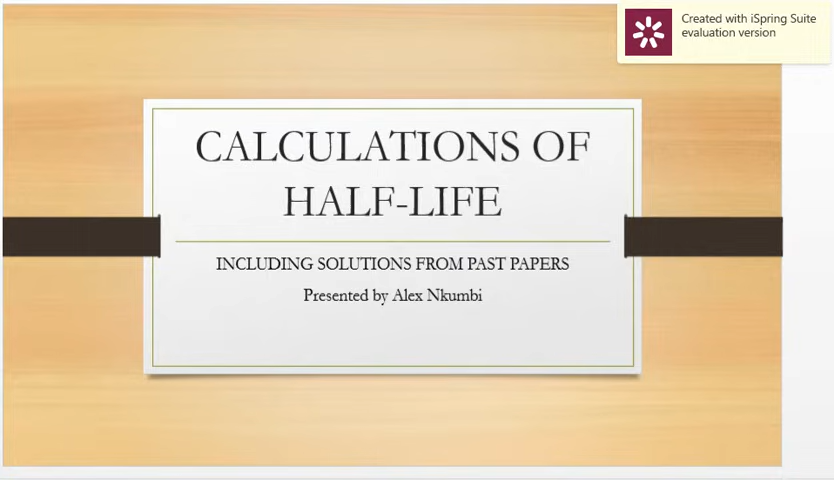 Created with iSpring Suite
evaluation version
CALCULATIONS OF
HALF-LIFE
INCLUDING SOLUTIONS FROM PAST PAPERS
Presented by Alex Nkumbi